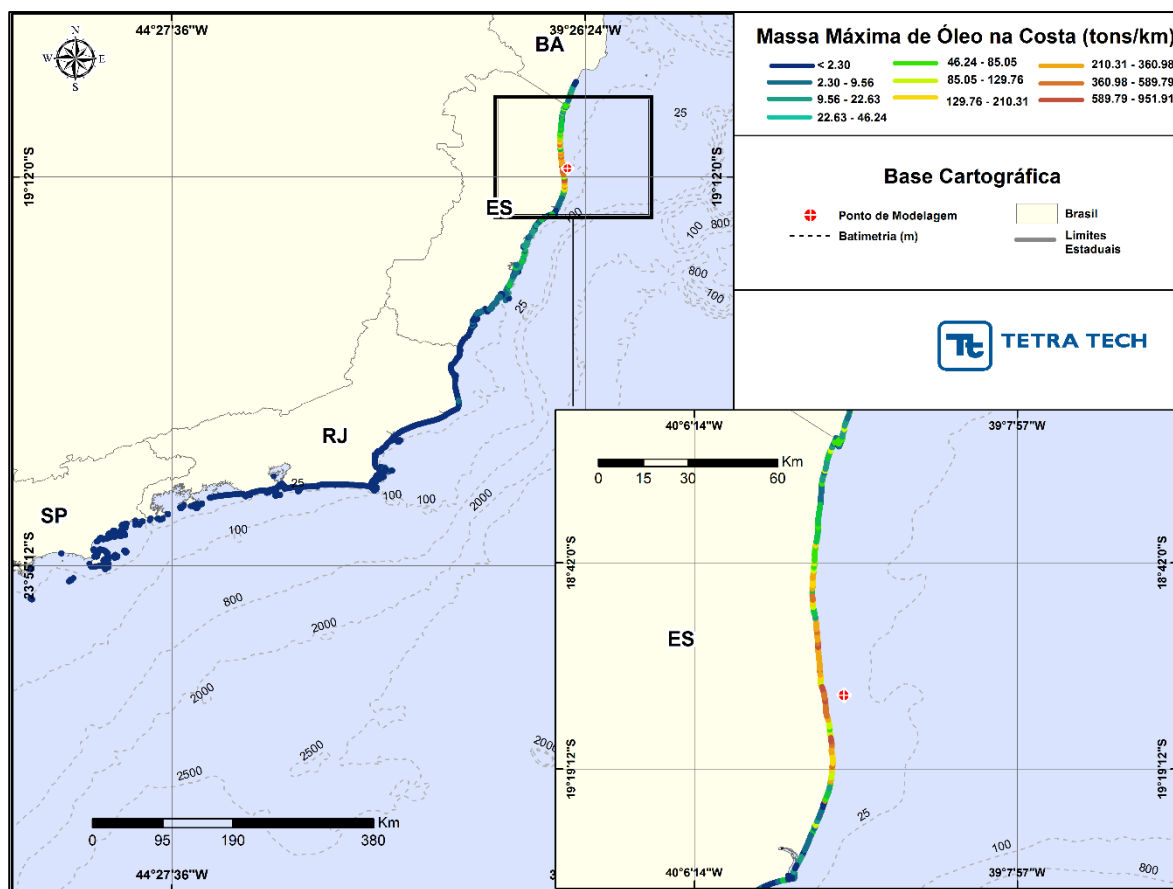 44°27'36"W
39°26'24"W
N
W
E
S
BA
25
19°12'0"S
19°12'0"S
ES
100
100
800
800
100
25
RJ
25
100
100
2000
SP
100
23°55'12"S
800
2000
2000
2500
2500
2000
Km
0 95 190 380
44°27'36"W
Massa Máxima de Óleo na Costa (tons/km)
< 2.30
2.30 - 9.56
9.56 - 22.63
22.63 - 46.24
46.24 - 85.05
85.05 - 129.76
129.76 - 210.31
210.31 - 360.98
360.98 - 589.79
589.79 - 951.91
Base Cartográfica
Ponto de Modelagem
Batimetria (m)
Brasil
Limites
Estaduais
Tt TETRA TECH
40°6'14"W
39°7'57"W
Km
0 15 30 60
18°42'0"S
18°42'0"S
ES
19°19'12"S
19°19'12"S
25
100
800
40°6'14"W
39°7'57"W